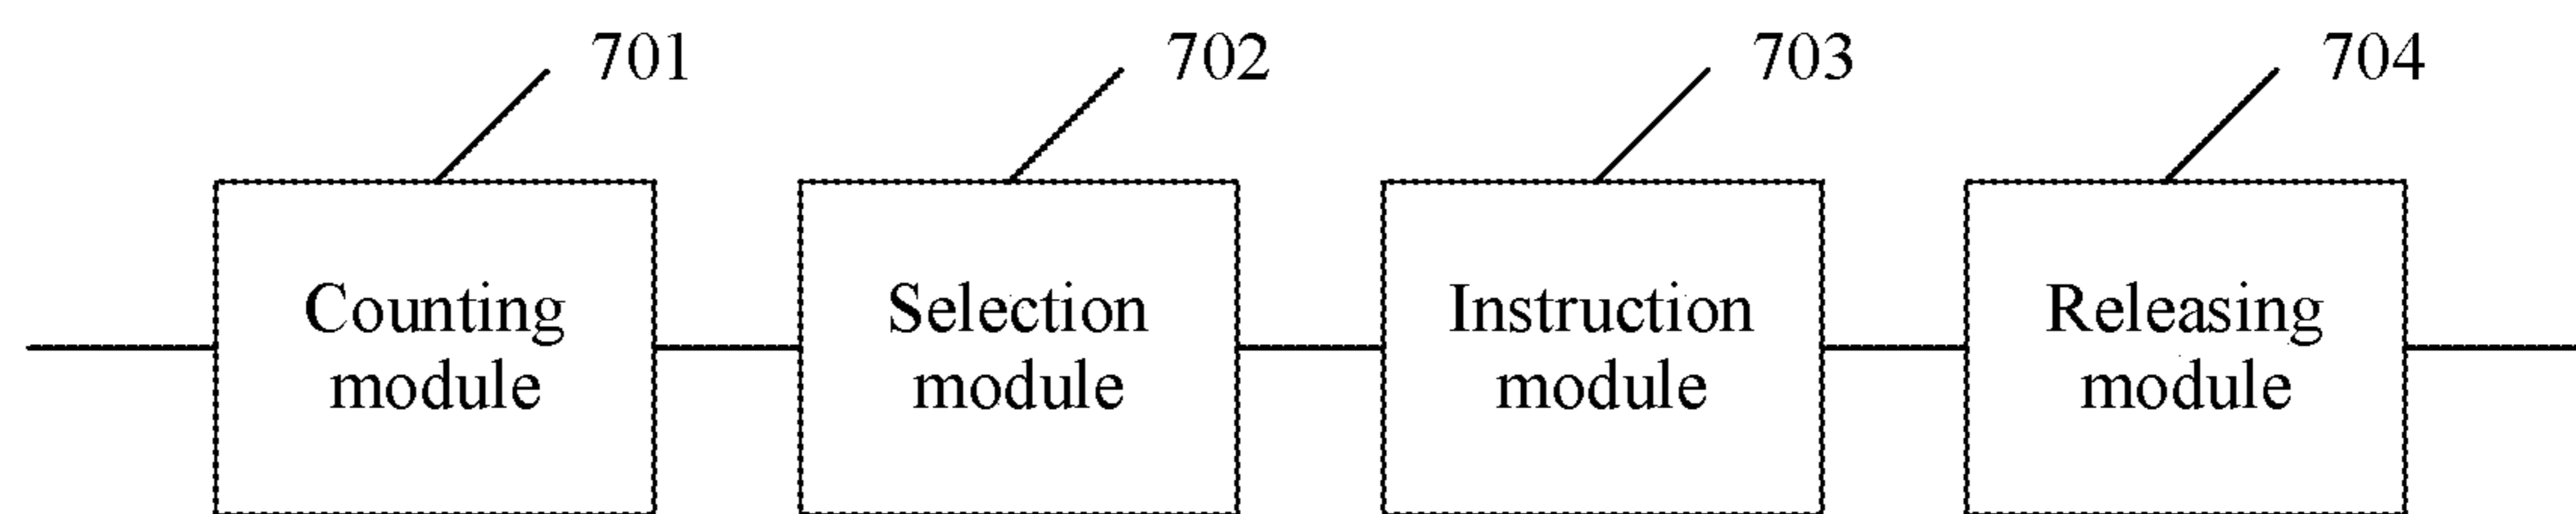 701
702
703
704
Counting
module
Selection
module
Instruction
module
Releasing
module